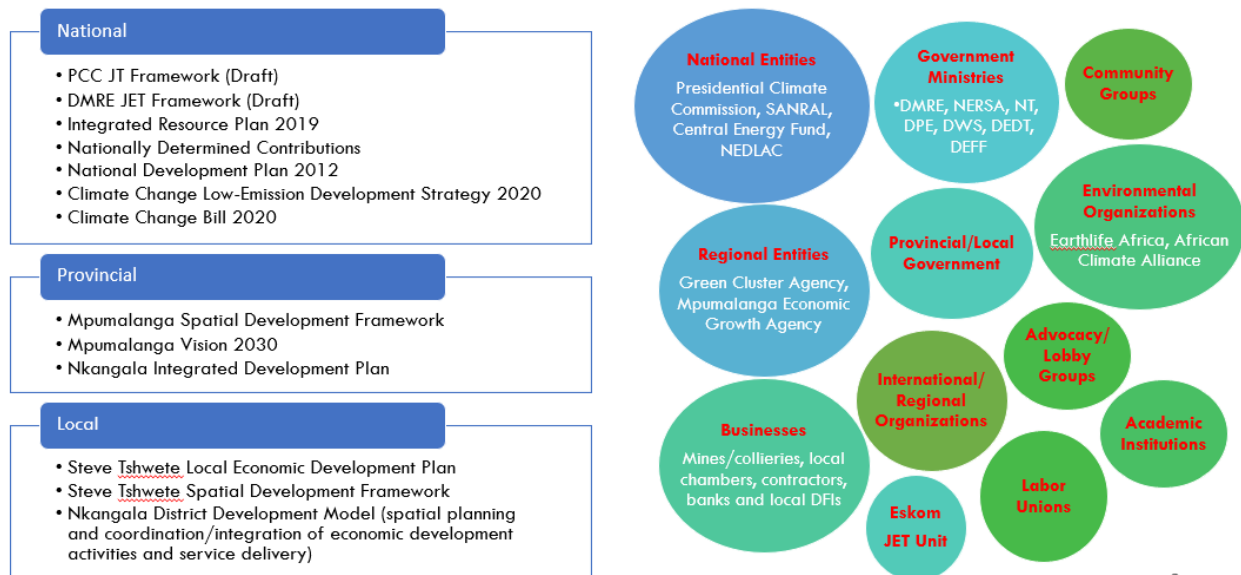 National
• PCC JT Framework (Draft)
• DMRE JET Framework (Draft)
• Integrated Resource Plan 2019
• Nationally Determined Contributions
• National Development Plan 2012
• Climate Change Low-Emission Development Strategy 2020
• Climate Change Bill 2020
Provincial
• Mpumalanga Spatial Development Framework
• Mpumalanga Vision 2030
• Nkangala Integrated Development Plan
Local
• Steve Tshwete Local Economic Development Plan
• Steve Tshwete Spatial Development Framework
• Nkangala District Development Model (spatial planning
and coordination/integration of economic development
activities and service delivery)
National Entities
Presidential Climate
Commission, SANRAL,
Central Energy Fund,
NEDLAC
Government
Ministries
•DMRE, NERSA, NT,
DPE, DWS, DEDT,
DEFF
Community
Groups
Environmental
Organizations
Earthlife Africa, African
Climate Alliance
Regional Entities
Green Cluster Agency,
Mpumalanga Economic
Growth Agency
Provincial/Local
Government
Advocacy/
Lobby
Groups
International/
Regional
Organizations
Academic
Institutions
Businesses
Mines/collieries, local
chambers, contractors,
banks and local DFIs
Labor
Unions
Eskom
JET Unit